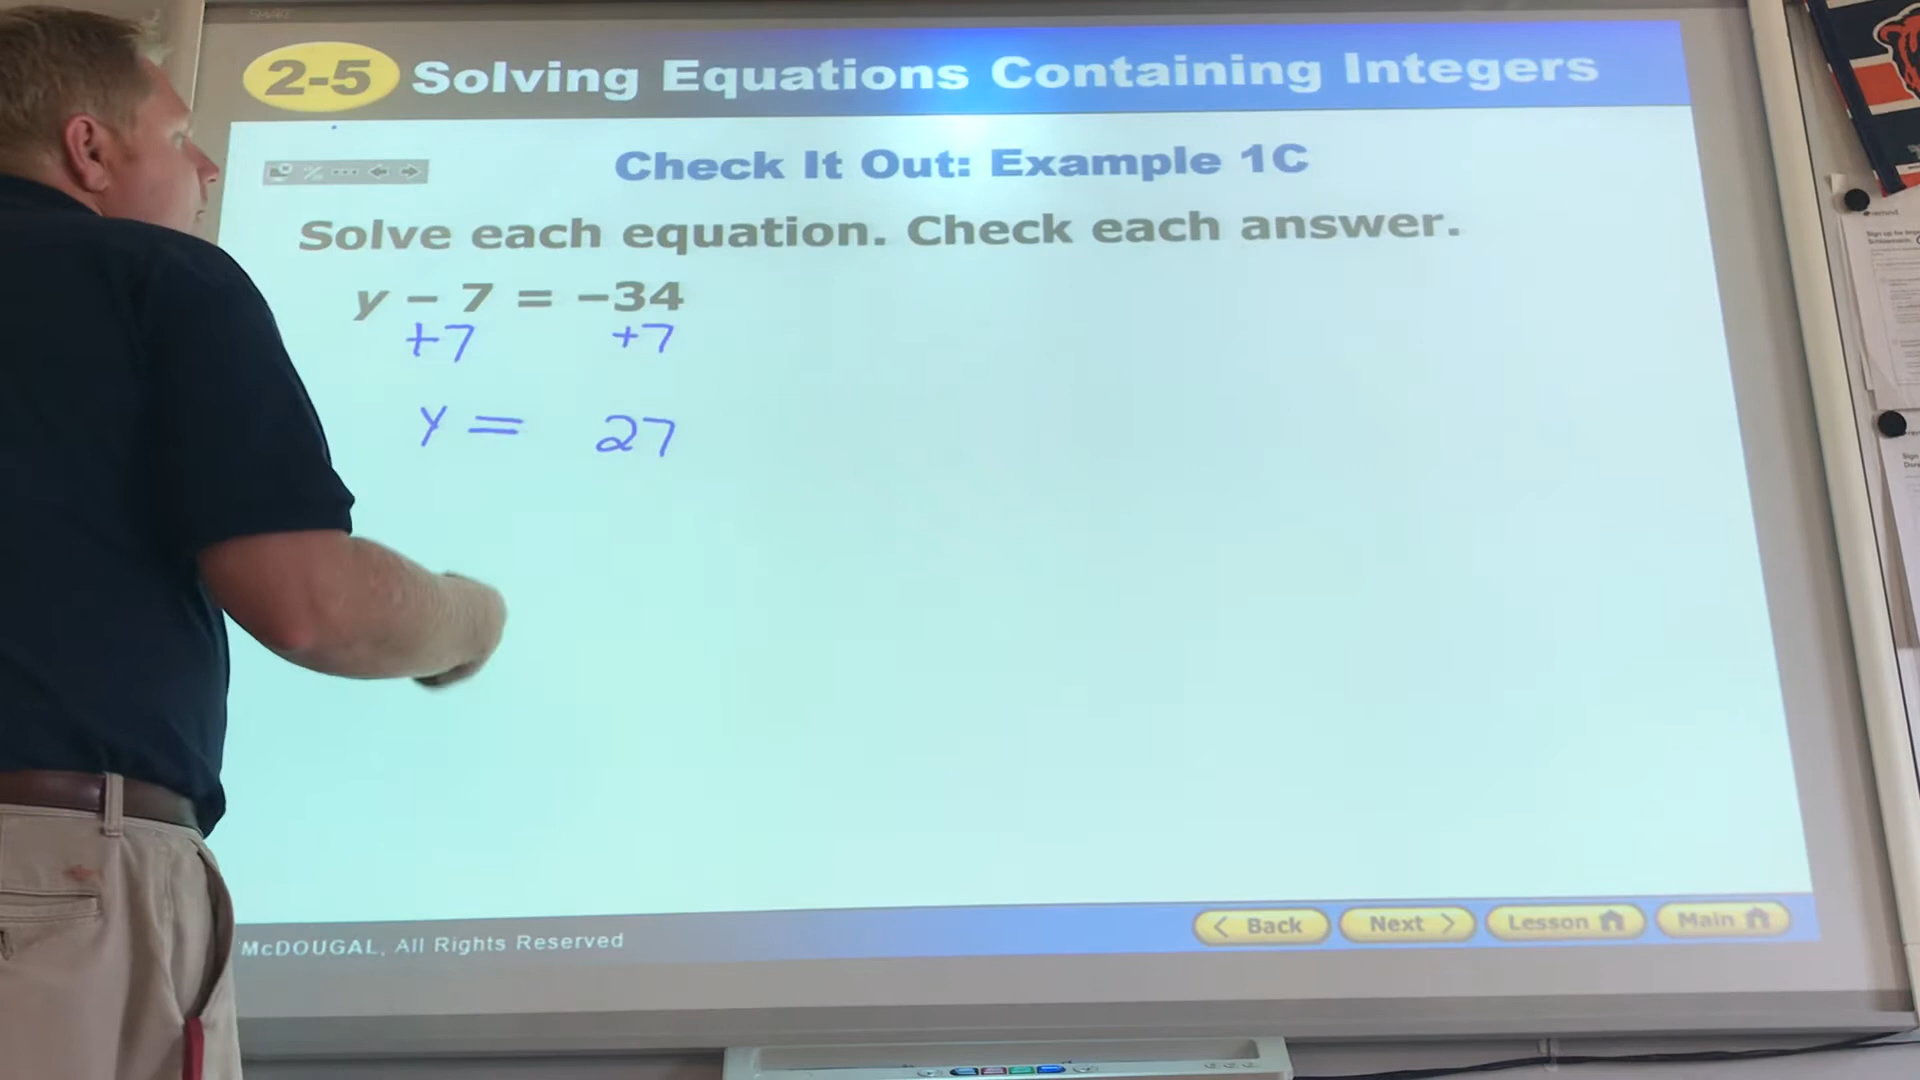 SMART
2-5 Solving Equations Containing Integers
Check It Out: Example 1C
Solve each equation. Check each answer.
y − 7 = −34
+7 +7
y = 27
McDOUGAL, All Rights Reserved
< Back
Next >
Lesson
Main